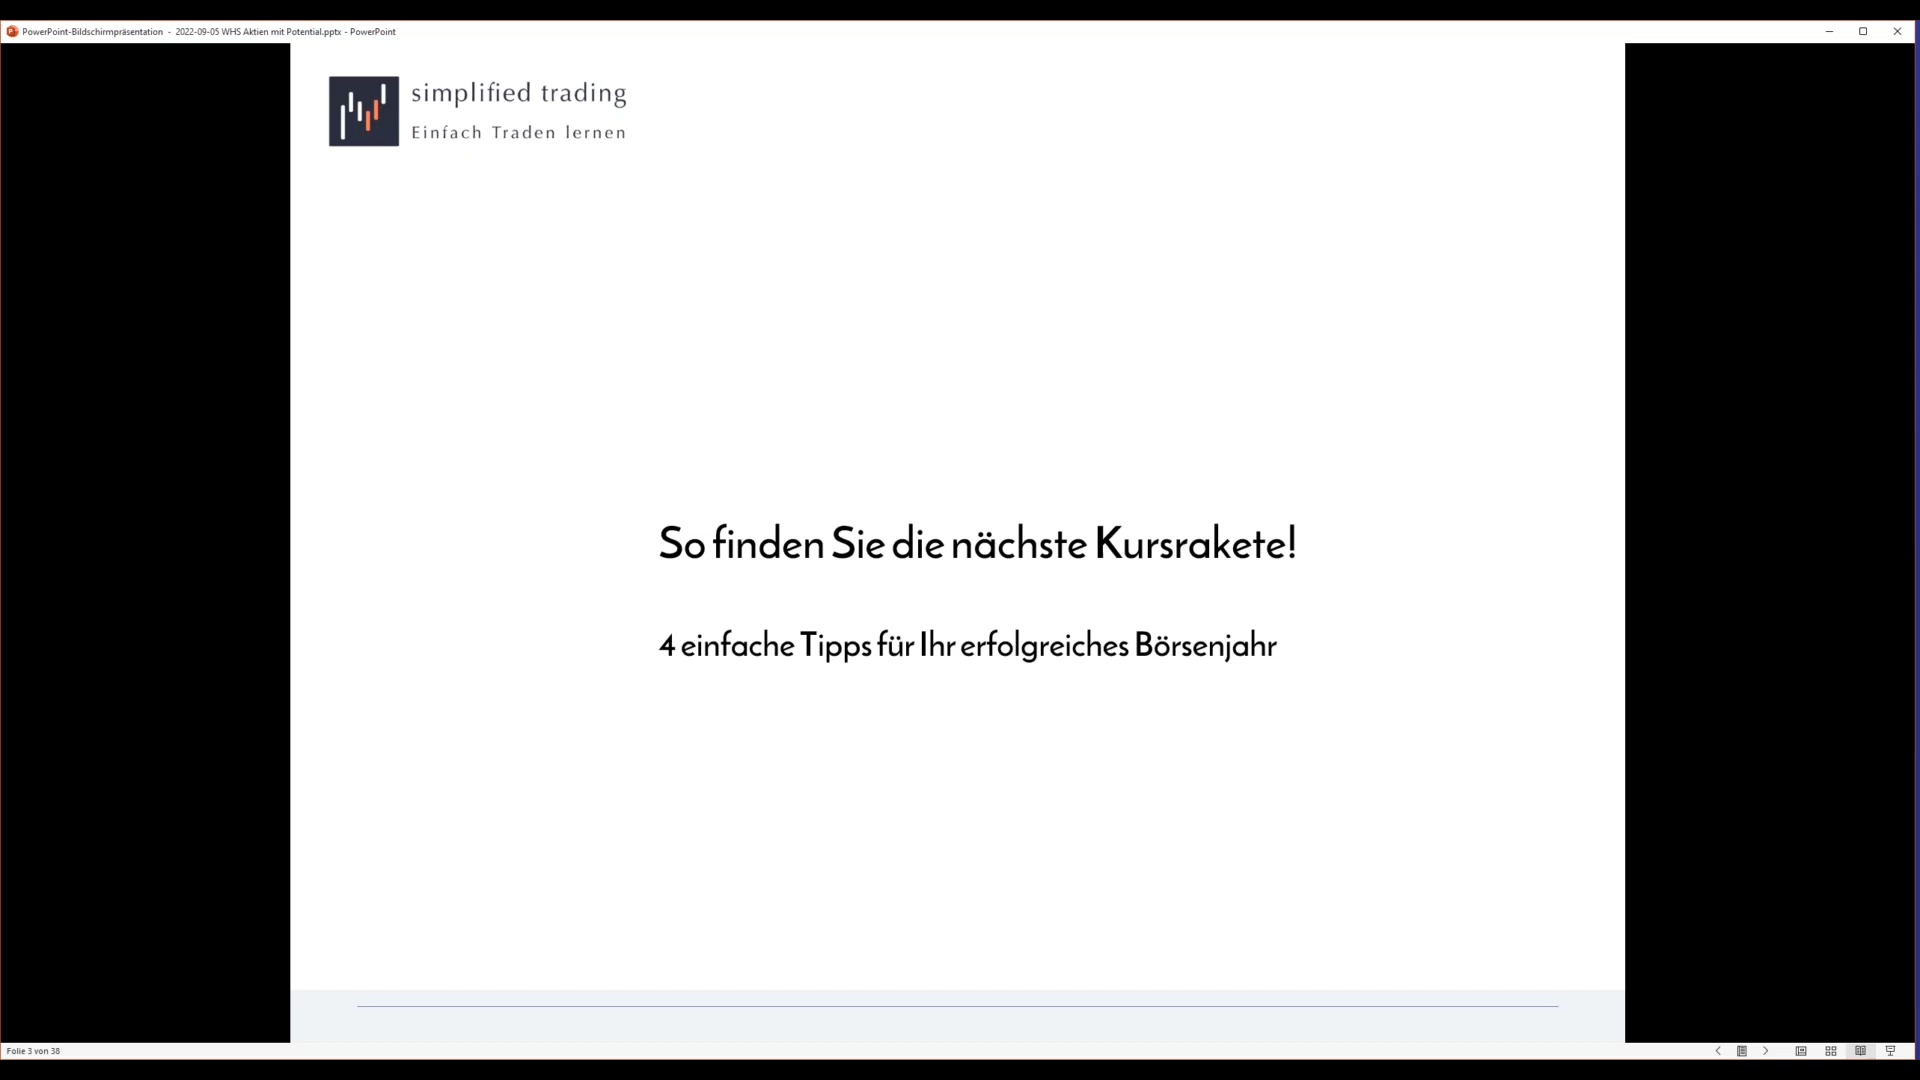 PowerPoint-Bildschirmpräsentation - 2022-09-05 WHS Aktien mit Potential.pptx - PowerPoint
simplified trading
Einfach Traden lernen
So finden Sie die nächste Kursrakete!
4 einfache Tipps für Ihr erfolgreiches Börsenjahr
Folie 3 von 38